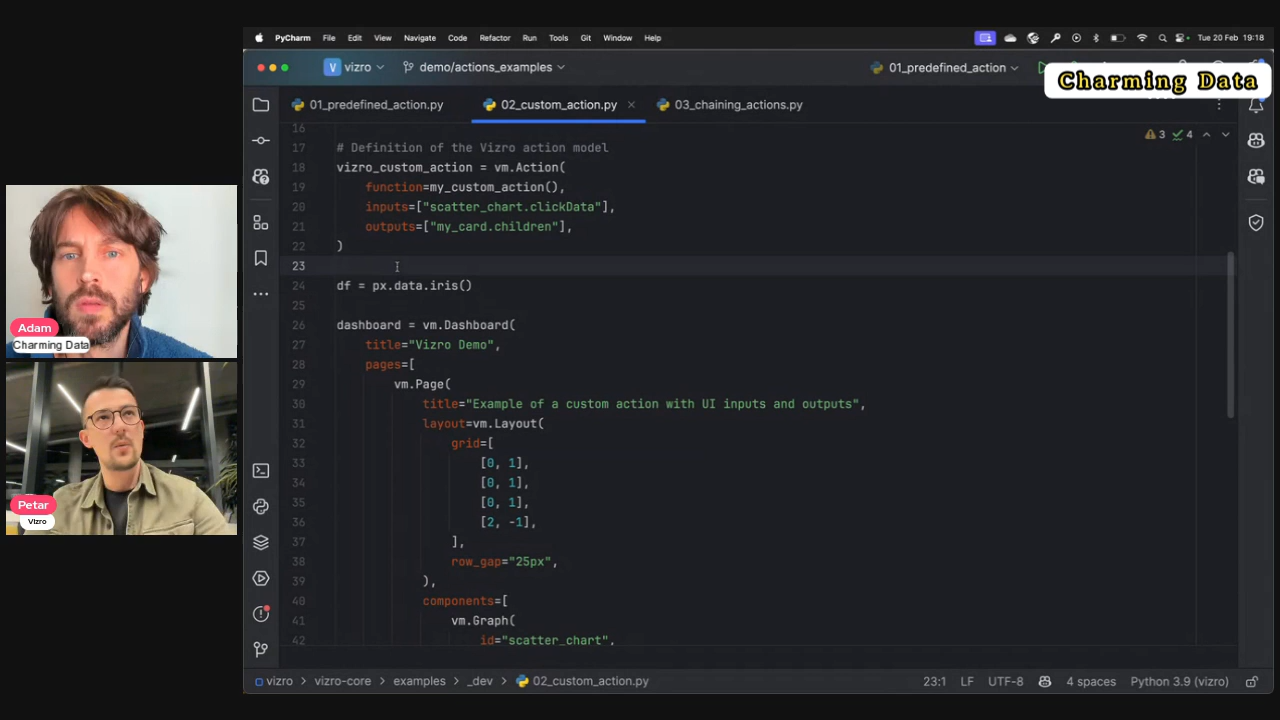 PyCharm File Edit View Navigate Code Refactor Run Tools Git Window Help Tue 20 Feb 19:18
V vizro demo/actions_examples 01_predefined_action
Charming Data
01_predefined_action.py 02_custom_action.py 03_chaining_actions.py
16
17 # Definition of the Vizro action model
18 vizro_custom_action = vm.Action(
19 function=my_custom_action(),
20 inputs=["scatter_chart.clickData"],
21 outputs=["my_card.children"],
22 )
23
24 df = px.data.iris()
25
26 dashboard = vm.Dashboard(
27 title="Vizro Demo",
28 pages=[
29 vm.Page(
30 title="Example of a custom action with UI inputs and outputs",
31 layout=vm.Layout(
32 grid=[
33 [0, 1],
34 [0, 1],
35 [0, 1],
36 [2, -1],
37 ],
38 row_gap="25px",
39 ),
40 components=[
41 vm.Graph(
42 id="scatter_chart",
3 4
Adam
Charming Data
Petar
Vizro
vizro > vizro-core > examples > _dev > 02_custom_action.py 23:1 LF UTF-8 4 spaces Python 3.9 (vizro)